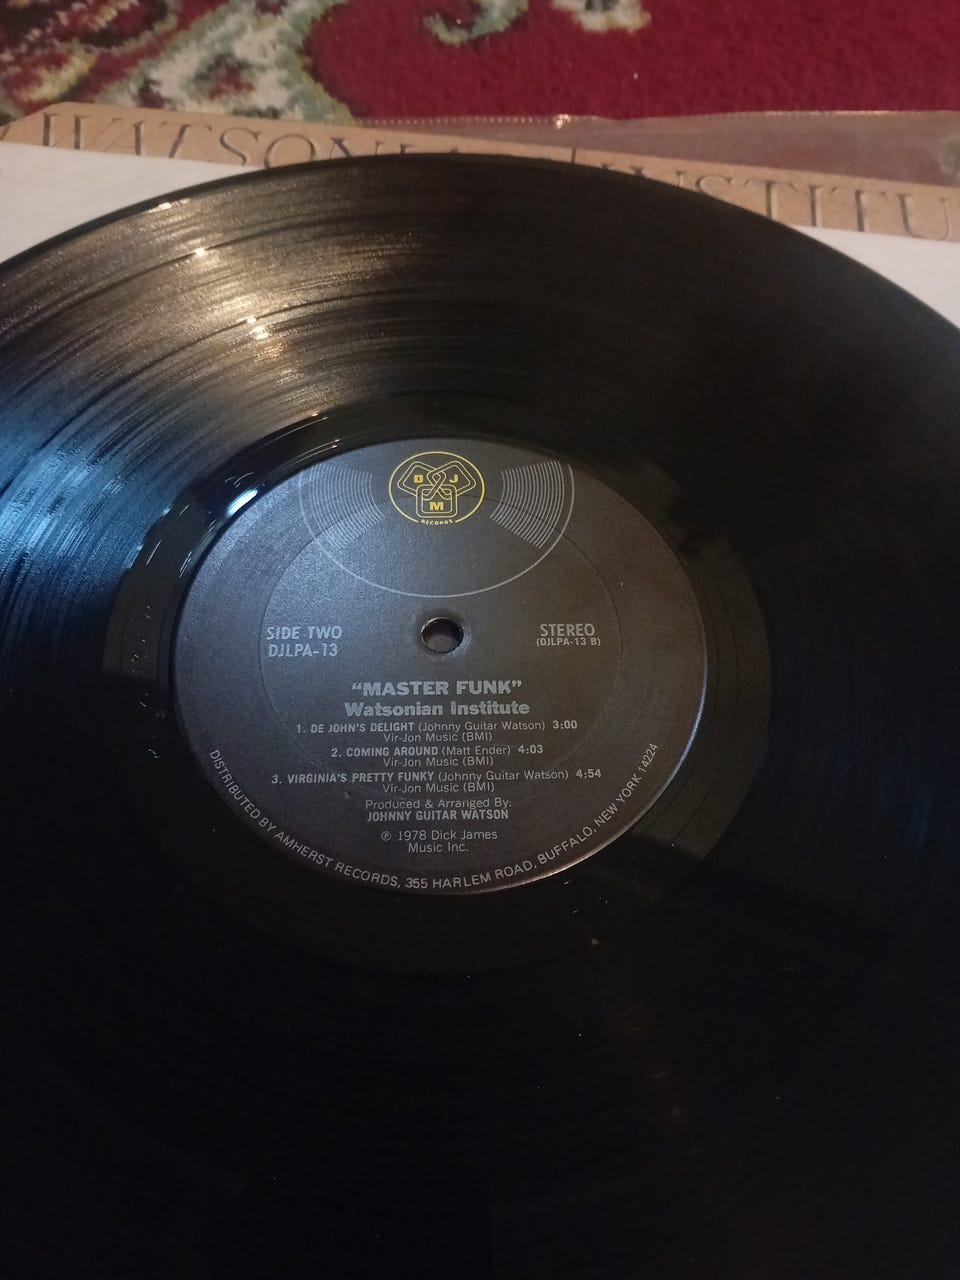 WATSONIAN INSTITU
D J
M
RECORDS
SIDE TWO
DJLPA-13
STEREO
(DJLPA-13 B)
"MASTER FUNK"
Watsonian Institute
1. DE JOHN'S DELIGHT (Johnny Guitar Watson) 3:00
Vir-Jon Music (BMI)
2. COMING AROUND (Matt Ender) 4:03
Vir-Jon Music (BMI)
3. VIRGINIA'S PRETTY FUNKY (Johnny Guitar Watson) 4:54
Vir-Jon Music (BMI)
Produced & Arranged By:
JOHNNY GUITAR WATSON
℗ 1978 Dick James
Music Inc.
DISTRIBUTED BY AMHERST RECORDS, 355 HARLEM ROAD, BUFFALO, NEW YORK 14224